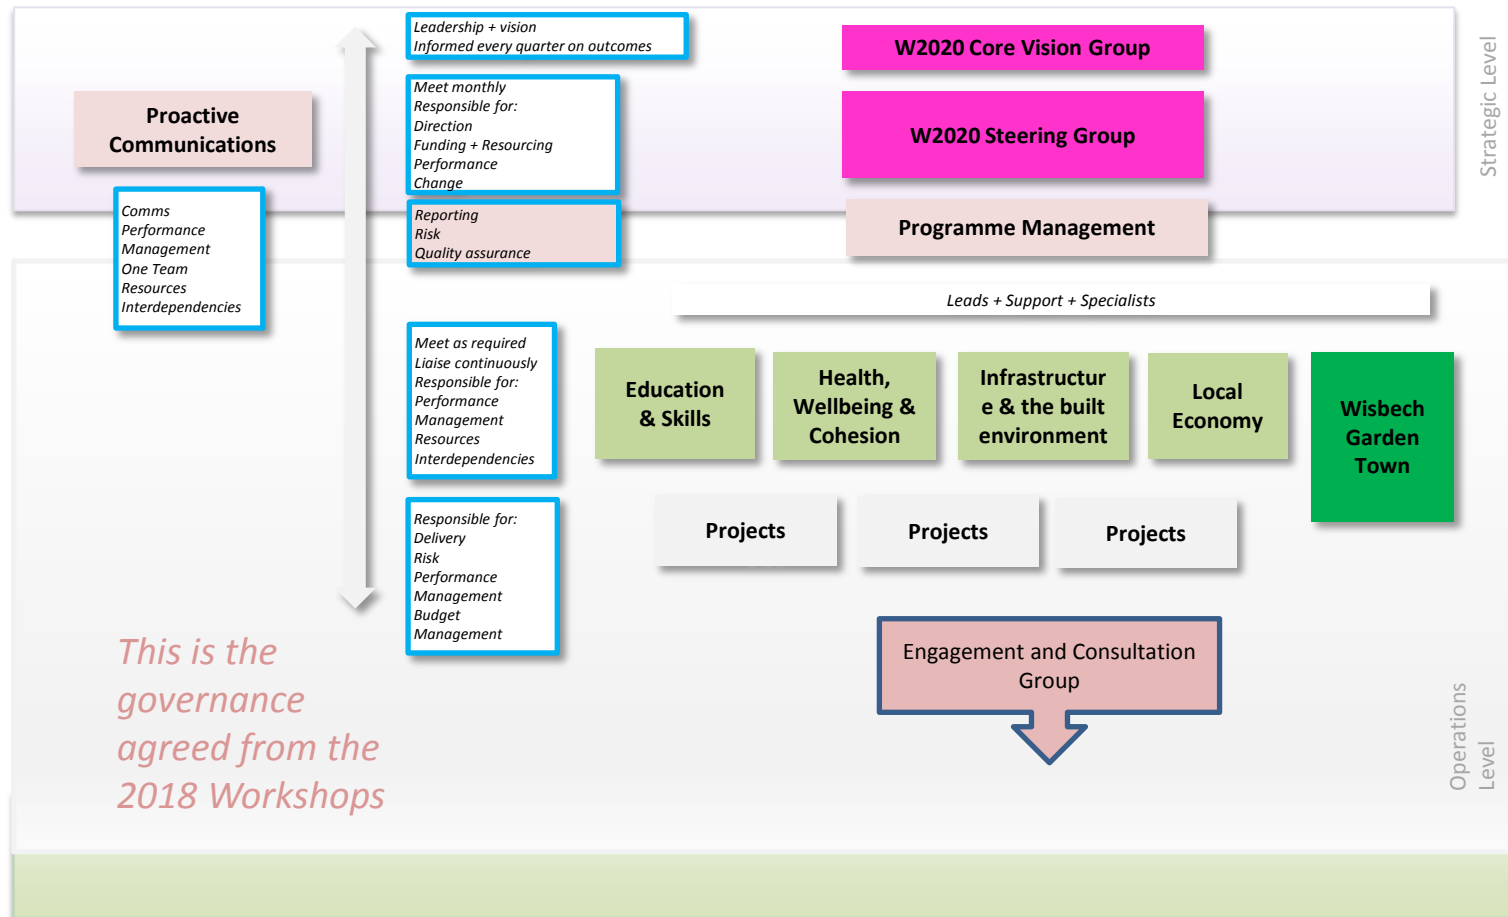 Leadership + vision
Informed every quarter on outcomes
W2020 Core Vision Group
Strategic Level
Meet monthly
Responsible for:
Direction
Funding + Resourcing
Performance
Change
Proactive
Communications
W2020 Steering Group
Comms
Performance
Management
One Team
Resources
Interdependencies
Reporting
Risk
Quality assurance
Programme Management
Leads + Support + Specialists
Meet as required
Liaise continuously
Responsible for:
Performance
Management
Resources
Interdependencies
Education
& Skills
Health,
Wellbeing &
Cohesion
Infrastructur
e & the built
environment
Local
Economy
Wisbech
Garden
Town
Responsible for:
Delivery
Risk
Performance
Management
Budget
Management
Projects
Projects
Projects
This is the
governance
agreed from the
2018 Workshops
Engagement and Consultation
Group
Operations
Level